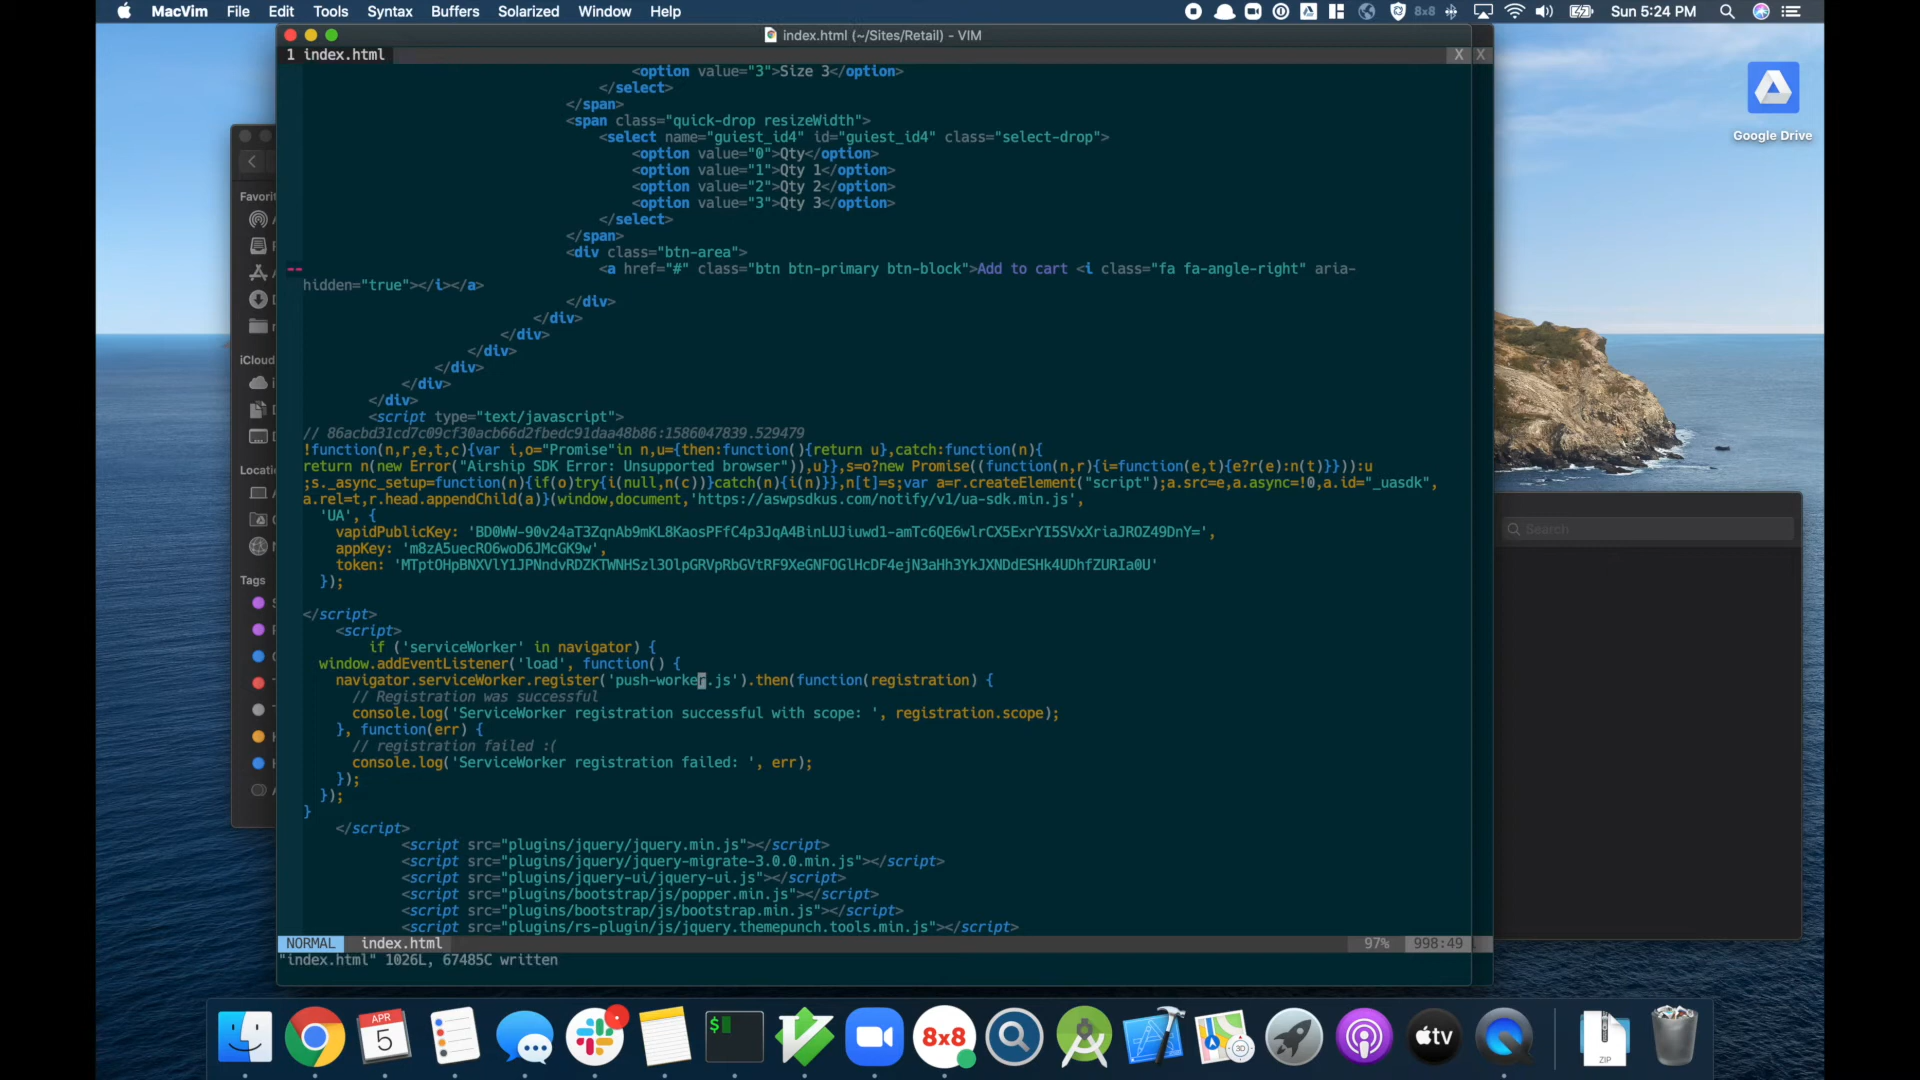 MacVim File Edit Tools Syntax Buffers Solarized Window Help 8x8 Sun 5:24 PM
index.html (~/Sites/Retail) - VIM
1 index.html X X
<option value="3">Size 3</option>
</select>
</span>
<span class="quick-drop resizeWidth">
<select name="guiest_id4" id="guiest_id4" class="select-drop">
<option value="0">Qty</option>
<option value="1">Qty 1</option>
<option value="2">Qty 2</option>
<option value="3">Qty 3</option>
</select>
</span>
<div class="btn-area">
-- <a href="#" class="btn btn-primary btn-block">Add to cart <i class="fa fa-angle-right" aria-
hidden="true"></i></a>
</div>
</div>
</div>
</div>
</div>
</div>
</div>
<script type="text/javascript">
// 86acbd31cd7c09cf30acb66d2fbedc91daa48b86:1586047839.529479
!function(n,r,e,t,c){var i,o="Promise"in n,u={then:function(){return u},catch:function(n){
return n(new Error("Airship SDK Error: Unsupported browser")),u}},s=o?new Promise((function(n,r){i=function(e,t){e?r(e):n(t)}})):u
;s._async_setup=function(n){if(o)try{i(null,n(c))}catch(n){i(n)}},n[t]=s;var a=r.createElement("script");a.src=e,a.async=!0,a.id="_uasdk",
a.rel=t,r.head.appendChild(a)}(window,document,'https://aswpsdkus.com/notify/v1/ua-sdk.min.js',
'UA', {
vapidPublicKey: 'BD0WW-90v24aT3ZqnAb9mKL8KaosPFfC4p3JqA4BinLUJiuwd1-amTc6QE6wlrCX5ExrYI5SVxXriaJROZ49DnY=',
appKey: 'm8zA5uecRO6woD6JMcGK9w',
token: 'MTptOHpBNXVlY1JPNndvRDZKTWNHSzl3OlpGRVpRbGVtRF9XeGNFOGlHcDF4ejN3aHh3YkJXNDdESHk4UDhfZURIa0U'
});
</script>
<script>
if ('serviceWorker' in navigator) {
window.addEventListener('load', function() {
navigator.serviceWorker.register('push-worker.js').then(function(registration) {
// Registration was successful
console.log('ServiceWorker registration successful with scope: ', registration.scope);
}, function(err) {
// registration failed :(
console.log('ServiceWorker registration failed: ', err);
});
});
}
</script>
<script src="plugins/jquery/jquery.min.js"></script>
<script src="plugins/jquery/jquery-migrate-3.0.0.min.js"></script>
<script src="plugins/jquery-ui/jquery-ui.js"></script>
<script src="plugins/bootstrap/js/popper.min.js"></script>
<script src="plugins/bootstrap/js/bootstrap.min.js"></script>
<script src="plugins/rs-plugin/js/jquery.themepunch.tools.min.js"></script>
NORMAL index.html 97% 998:49
"index.html" 1026L, 67485C written
Favori
iCloud
Locati
Tags
Google Drive
Search
APR
5
$
8x8
tv
ZIP